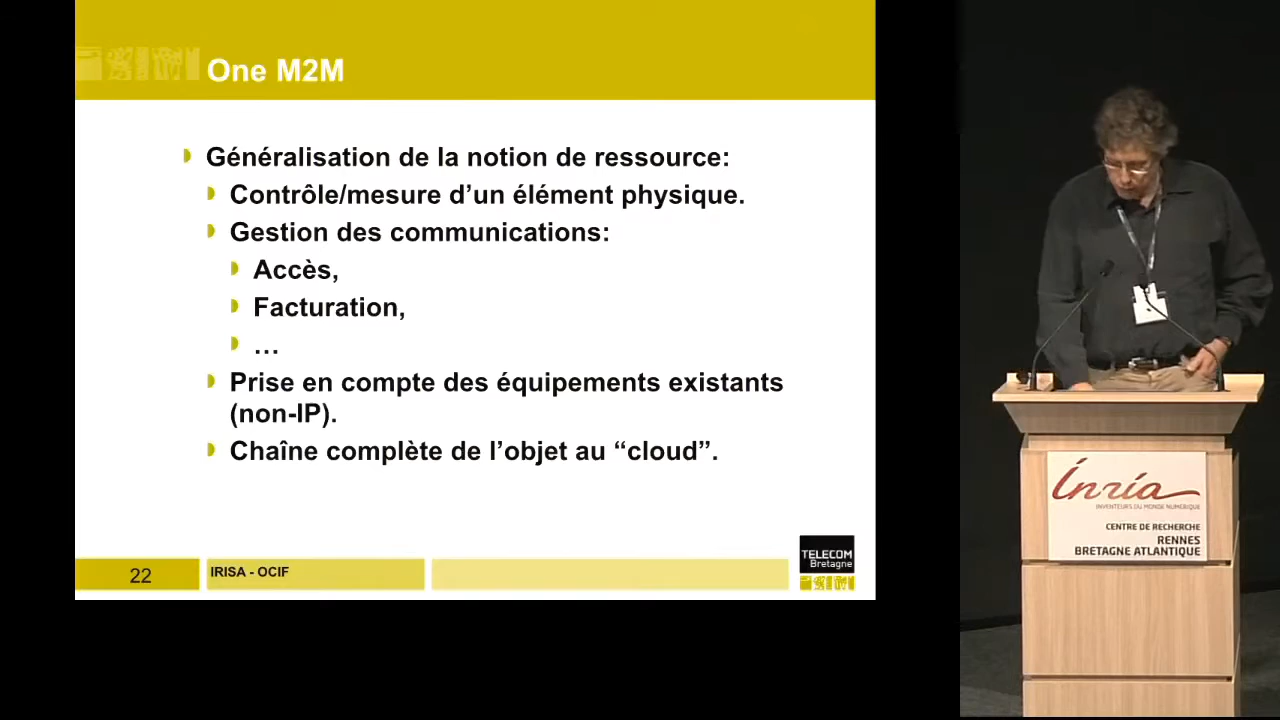 One M2M
Généralisation de la notion de ressource:
Contrôle/mesure d’un élément physique.
Gestion des communications:
Accès,
Facturation,
…
Prise en compte des équipements existants
(non-IP).
Chaîne complète de l’objet au “cloud”.
22
IRISA - OCIF
TELECOM
Bretagne
Inria
INVENTEURS DU MONDE NUMÉRIQUE
CENTRE DE RECHERCHE
RENNES
BRETAGNE ATLANTIQUE